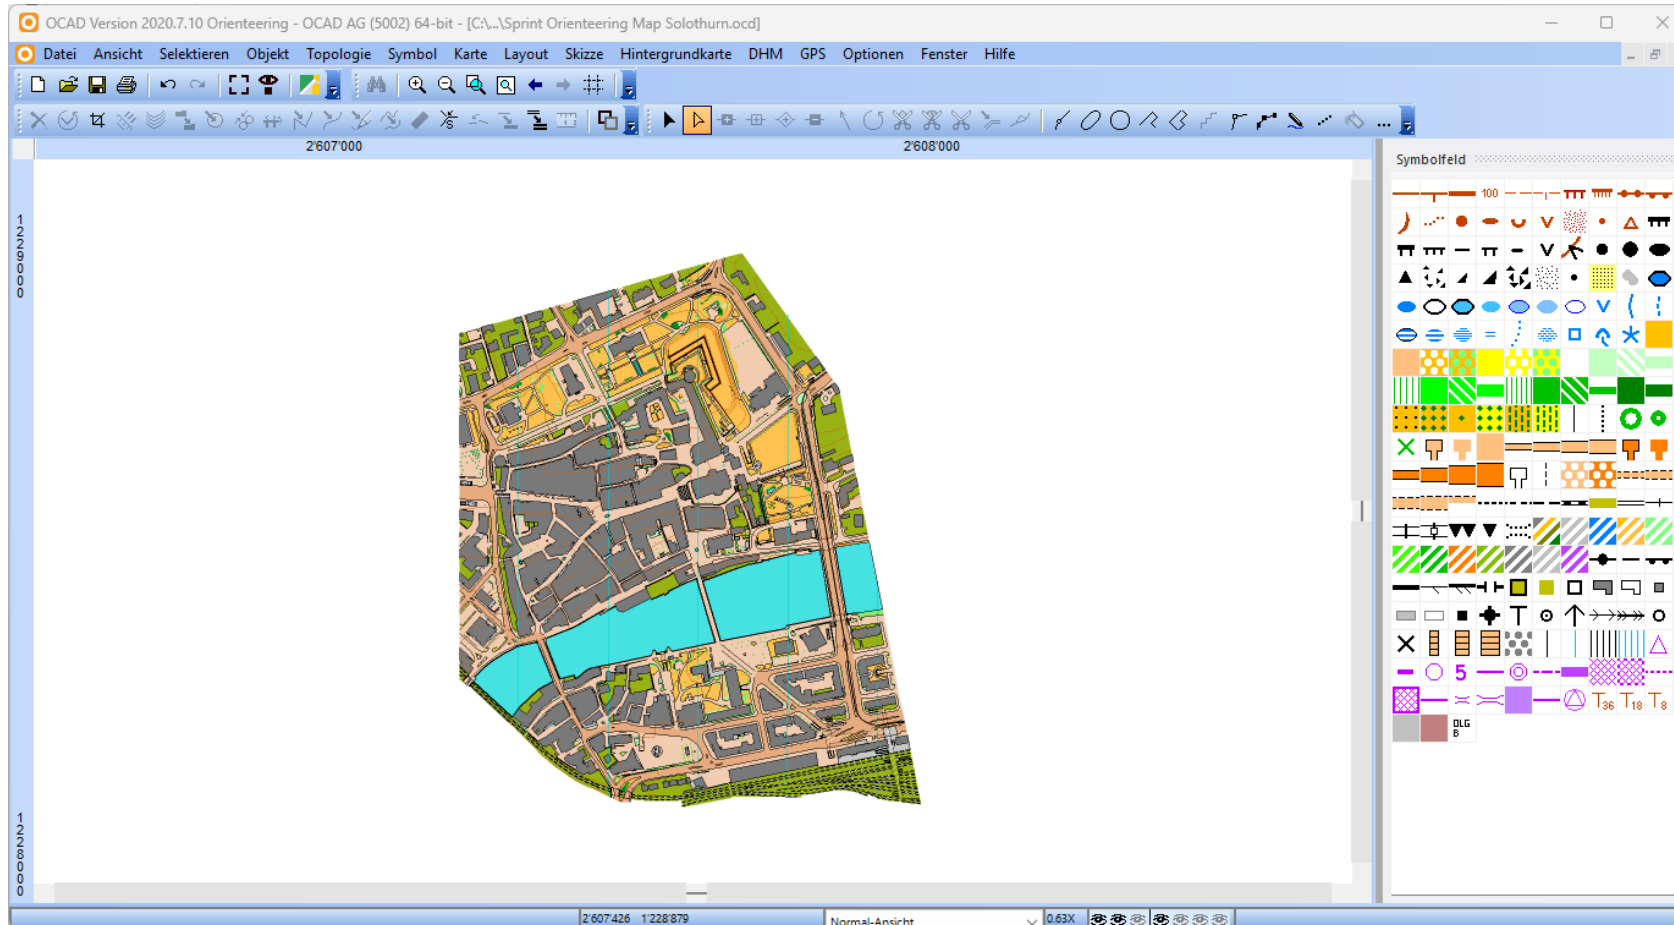 OCAD Version 2020.7.10 Orienteering - OCAD AG (5002) 64-bit - [C:\...\Sprint Orienteering Map Solothurn.ocd]
Datei Ansicht Selektieren Objekt Topologie Symbol Karte Layout Skizze Hintergrundkarte DHM GPS Optionen Fenster Hilfe
2'607'000 2'608'000
Symbolfeld
100
1229000
5
T36 T18 T8
DLG
B
1228000
2'607'426 1'228'879 Normal-Ansicht 0.63X